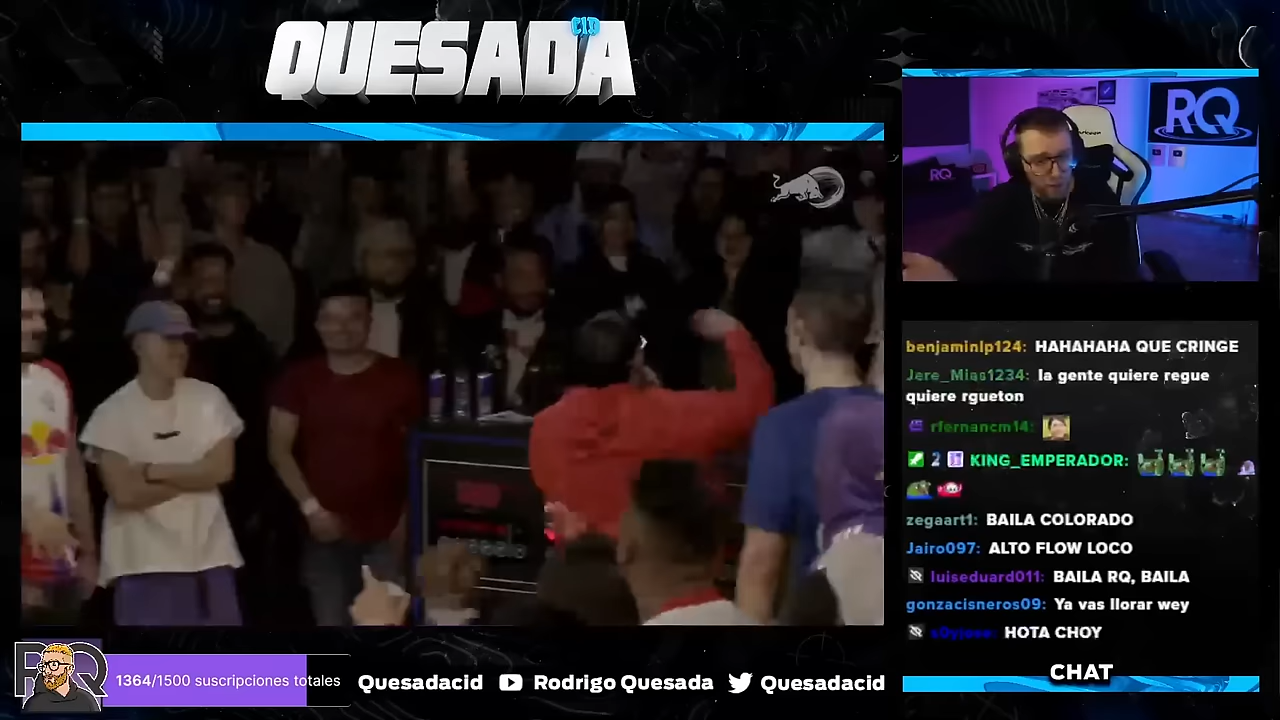 CID
QUESADA
RQ
RQ
benjaminlp124: HAHAHAHA QUE CRINGE
Jere_Mias1234: la gente quiere regue
quiere rgueton
rfernancm14:
2 KING_EMPERADOR:
zegaart1: BAILA COLORADO
Jairo097: ALTO FLOW LOCO
luiseduard011: BAILA RQ, BAILA
gonzacisneros09: Ya vas llorar wey
HOTA CHOY
CHAT
RQ
1364/1500 suscripciones totales
Quesadacid
Rodrigo Quesada
Quesadacid